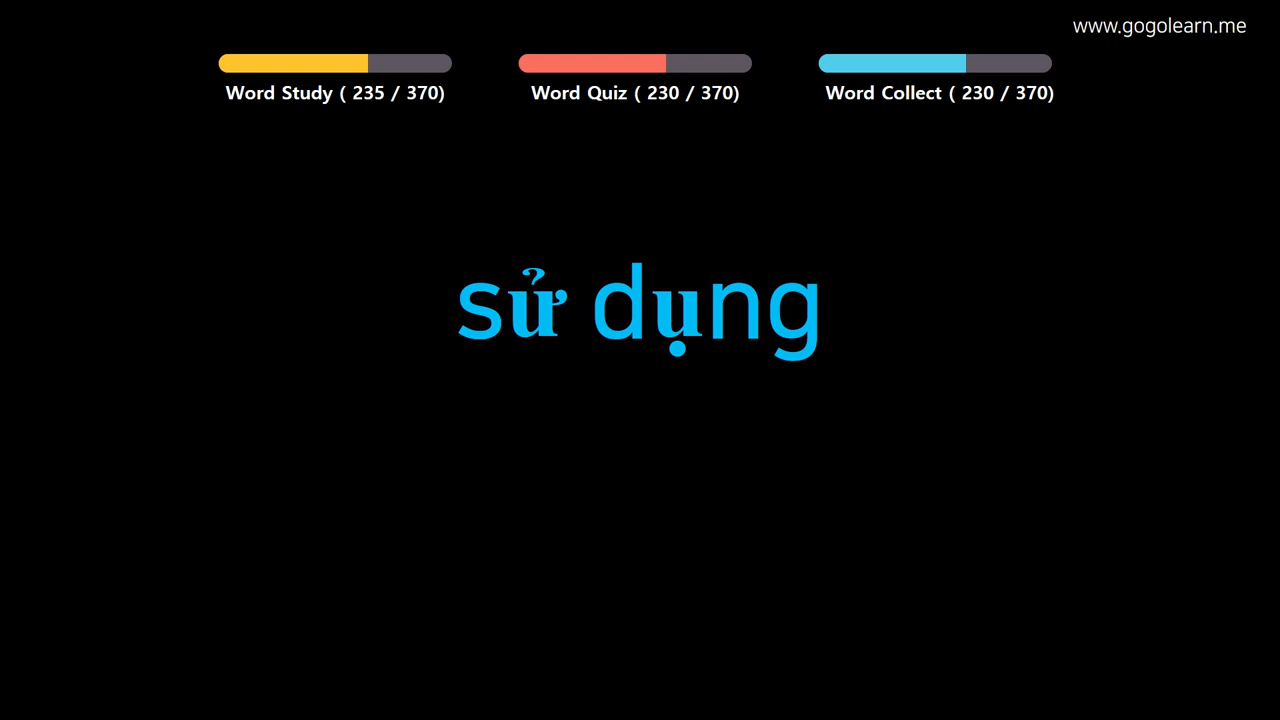 www.gogolearn.me
Word Study ( 235 / 370)
Word Quiz ( 230 / 370)
Word Collect ( 230 / 370)
sử dụng